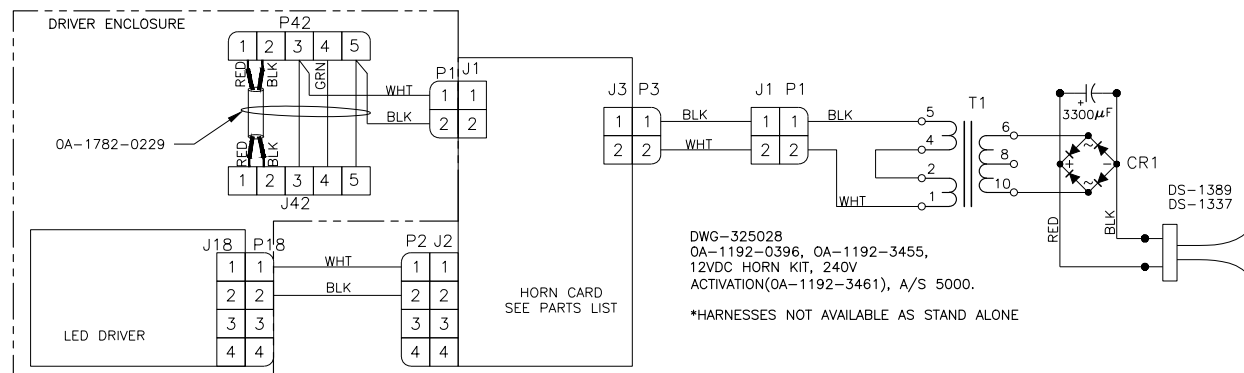 DRIVER ENCLOSURE
P42
1 2 3 4 5
RED
BLK
GRN
WHT
BLK
P1 J1
1 1
2 2
0A-1782-0229
RED
BLK
1 2 3 4 5
J42
J18 P18
1 1
2 2
3 3
4 4
WHT
BLK
P2 J2
1 1
2 2
3 3
4 4
LED DRIVER
HORN CARD
SEE PARTS LIST
J3 P3
1 1
2 2
BLK
WHT
J1 P1
1 1
2 2
BLK
WHT
T1
5
4
2
1
6
8
10
+
3300µF
~
+
-
~
CR1
RED
BLK
DS-1389
DS-1337
DWG-325028
0A-1192-0396, OA-1192-3455,
12VDC HORN KIT, 240V
ACTIVATION(0A-1192-3461), A/S 5000.
*HARNESSES NOT AVAILABLE AS STAND ALONE